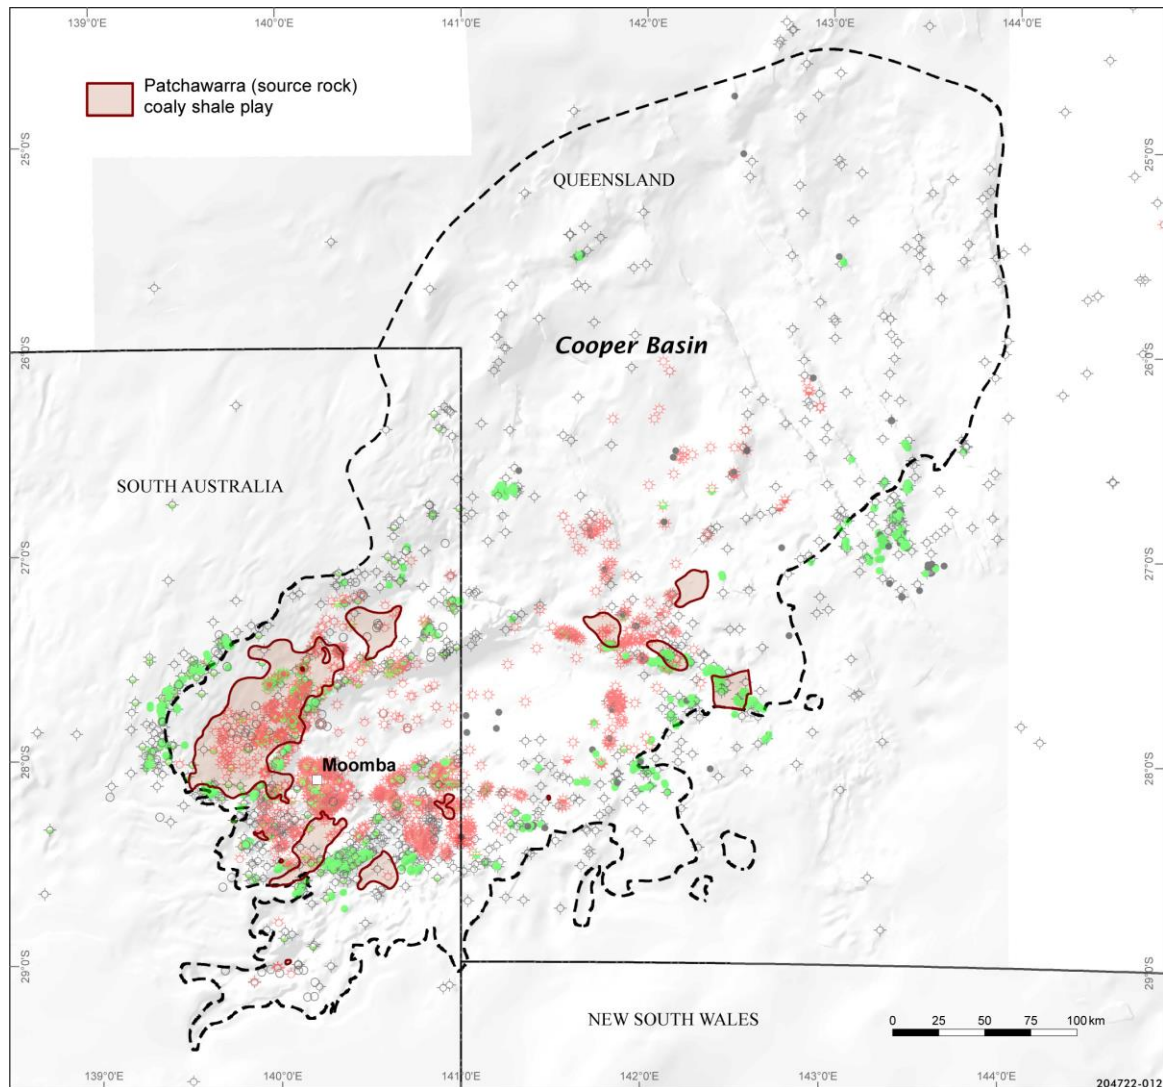 139°0'E 140°0'E 141°0'E 142°0'E 143°0'E 144°0'E
Patchawarra (source rock)
coaly shale play
25°0'S 25°0'S
QUEENSLAND
Cooper Basin
26°0'S 26°0'S
SOUTH AUSTRALIA
27°0'S 27°0'S
Moomba
28°0'S 28°0'S
29°0'S 29°0'S
NEW SOUTH WALES
0 25 50 75 100 km
139°0'E 140°0'E 141°0'E 142°0'E 143°0'E 144°0'E
204722-012